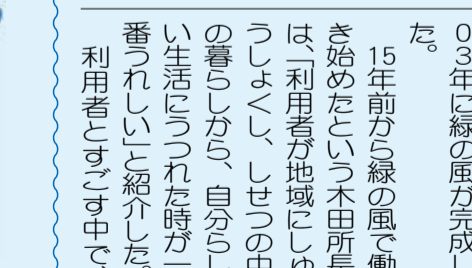 03年に緑の風が完成し
た。
15年前から緑の風で働
き始めたという木田所長
は、「利用者が地域にしゅ
うしょくし、しせつの中
の暮らしから、自分らし
い生活にうつれた時が一
番うれしい」と紹介した。
利用者とすごす中で、